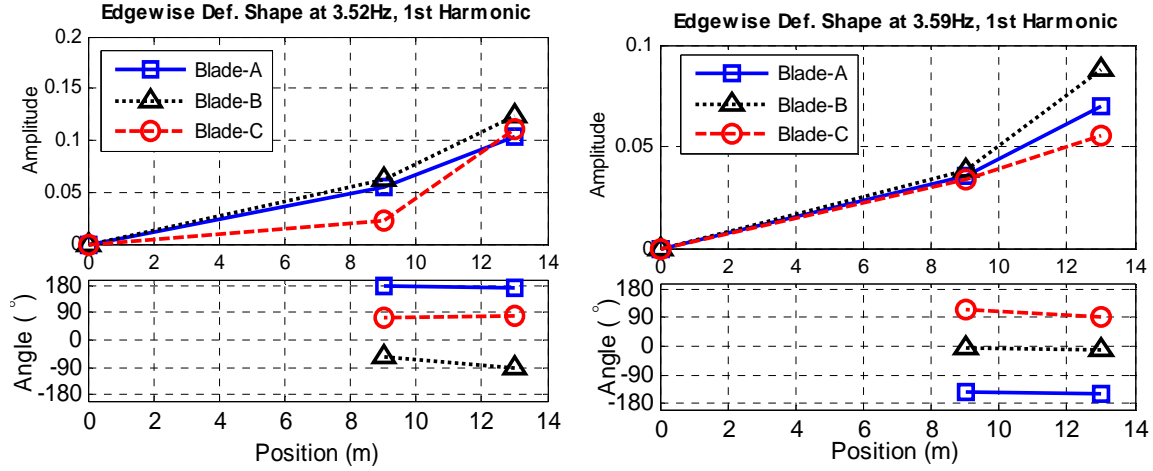 Edgewise Def. Shape at 3.52Hz, 1st Harmonic
0.2
0.15
0.1
0.05
0
Amplitude
Blade-A
Blade-B
Blade-C
0 2 4 6 8 10 12 14
180
90
0
-90
-180
Angle ( °)
0 2 4 6 8 10 12 14
Position (m)
Edgewise Def. Shape at 3.59Hz, 1st Harmonic
0.1
0.05
0
Amplitude
Blade-A
Blade-B
Blade-C
0 2 4 6 8 10 12 14
180
90
0
-90
-180
Angle ( °)
0 2 4 6 8 10 12 14
Position (m)